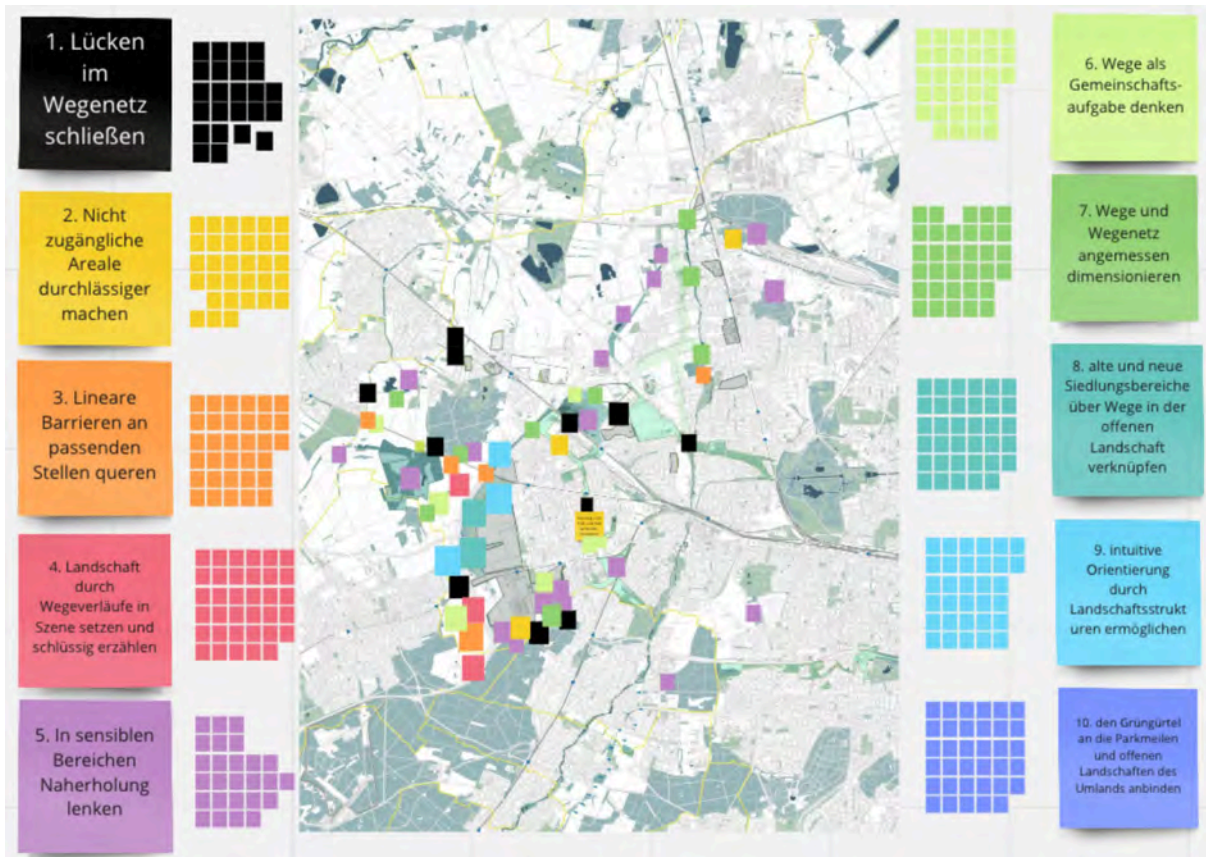 1. Lücken
im
Wegenetz
schließen
2. Nicht
zugängliche
Areale
durchlässiger
machen
3. Lineare
Barrieren an
passenden
Stellen queren
4. Landschaft
durch
Wegeverläufe in
Szene setzen und
schlüssig erzählen
5. In sensiblen
Bereichen
Naherholung
lenken
6. Wege als
Gemeinschafts-
aufgabe denken
7. Wege und
Wegenetz
angemessen
dimensionieren
8. alte und neue
Siedlungsbereiche
über Wege in der
offenen
Landschaft
verknüpfen
9. intuitive
Orientierung
durch
Landschaftsstrukt
uren ermöglichen
10. den Grüngürtel
an die Parkmeilen
und offenen
Landschaften des
Umlands anbinden